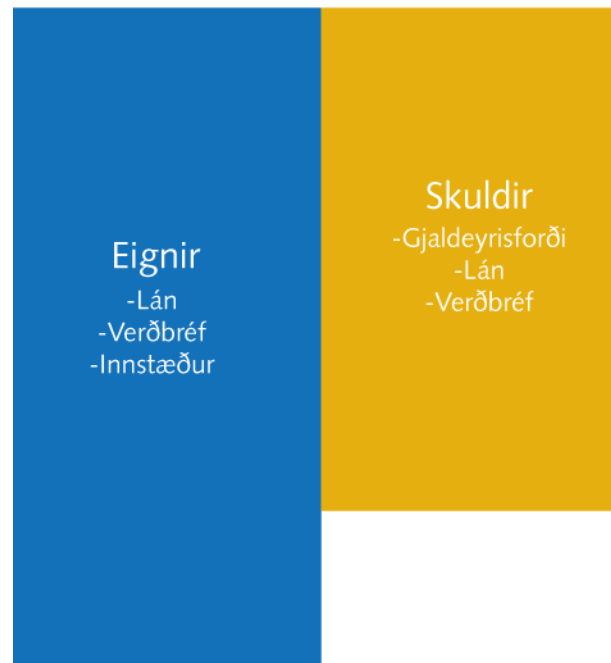 Eignir
-Lán
-Verðbréf
-Innstæður
Skuldir
-Gjaldeyrisforði
-Lán
-Verðbréf